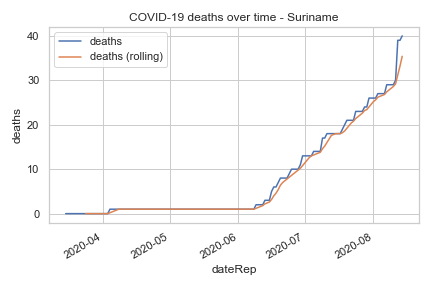 COVID-19 deaths over time - Suriname
deaths
deaths (rolling)
40
30
20
10
0
deaths
2020-04
2020-05
2020-06
2020-07
2020-08
dateRep